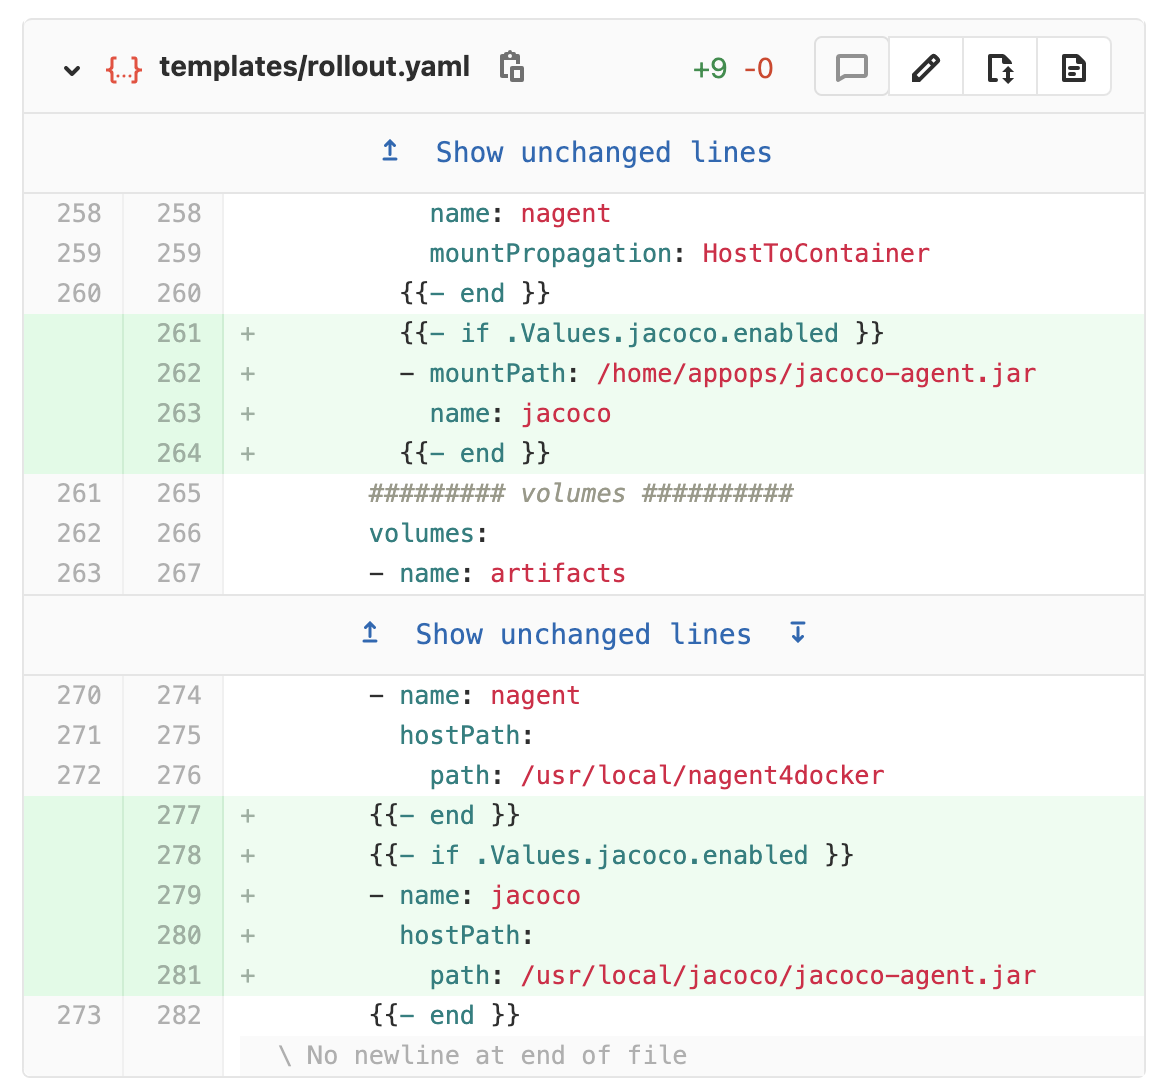 {...} templates/rollout.yaml +9 -0
Show unchanged lines
258 258 name: nagent
259 259 mountPropagation: HostToContainer
260 260 {{- end }}
261 + {{- if .Values.jacoco.enabled }}
262 + - mountPath: /home/appops/jacoco-agent.jar
263 + name: jacoco
264 + {{- end }}
261 265 ######### volumes ##########
262 266 volumes:
263 267 - name: artifacts
Show unchanged lines
270 274 - name: nagent
271 275 hostPath:
272 276 path: /usr/local/nagent4docker
277 + {{- end }}
278 + {{- if .Values.jacoco.enabled }}
279 + - name: jacoco
280 + hostPath:
281 + path: /usr/local/jacoco/jacoco-agent.jar
273 282 {{- end }}
\ No newline at end of file